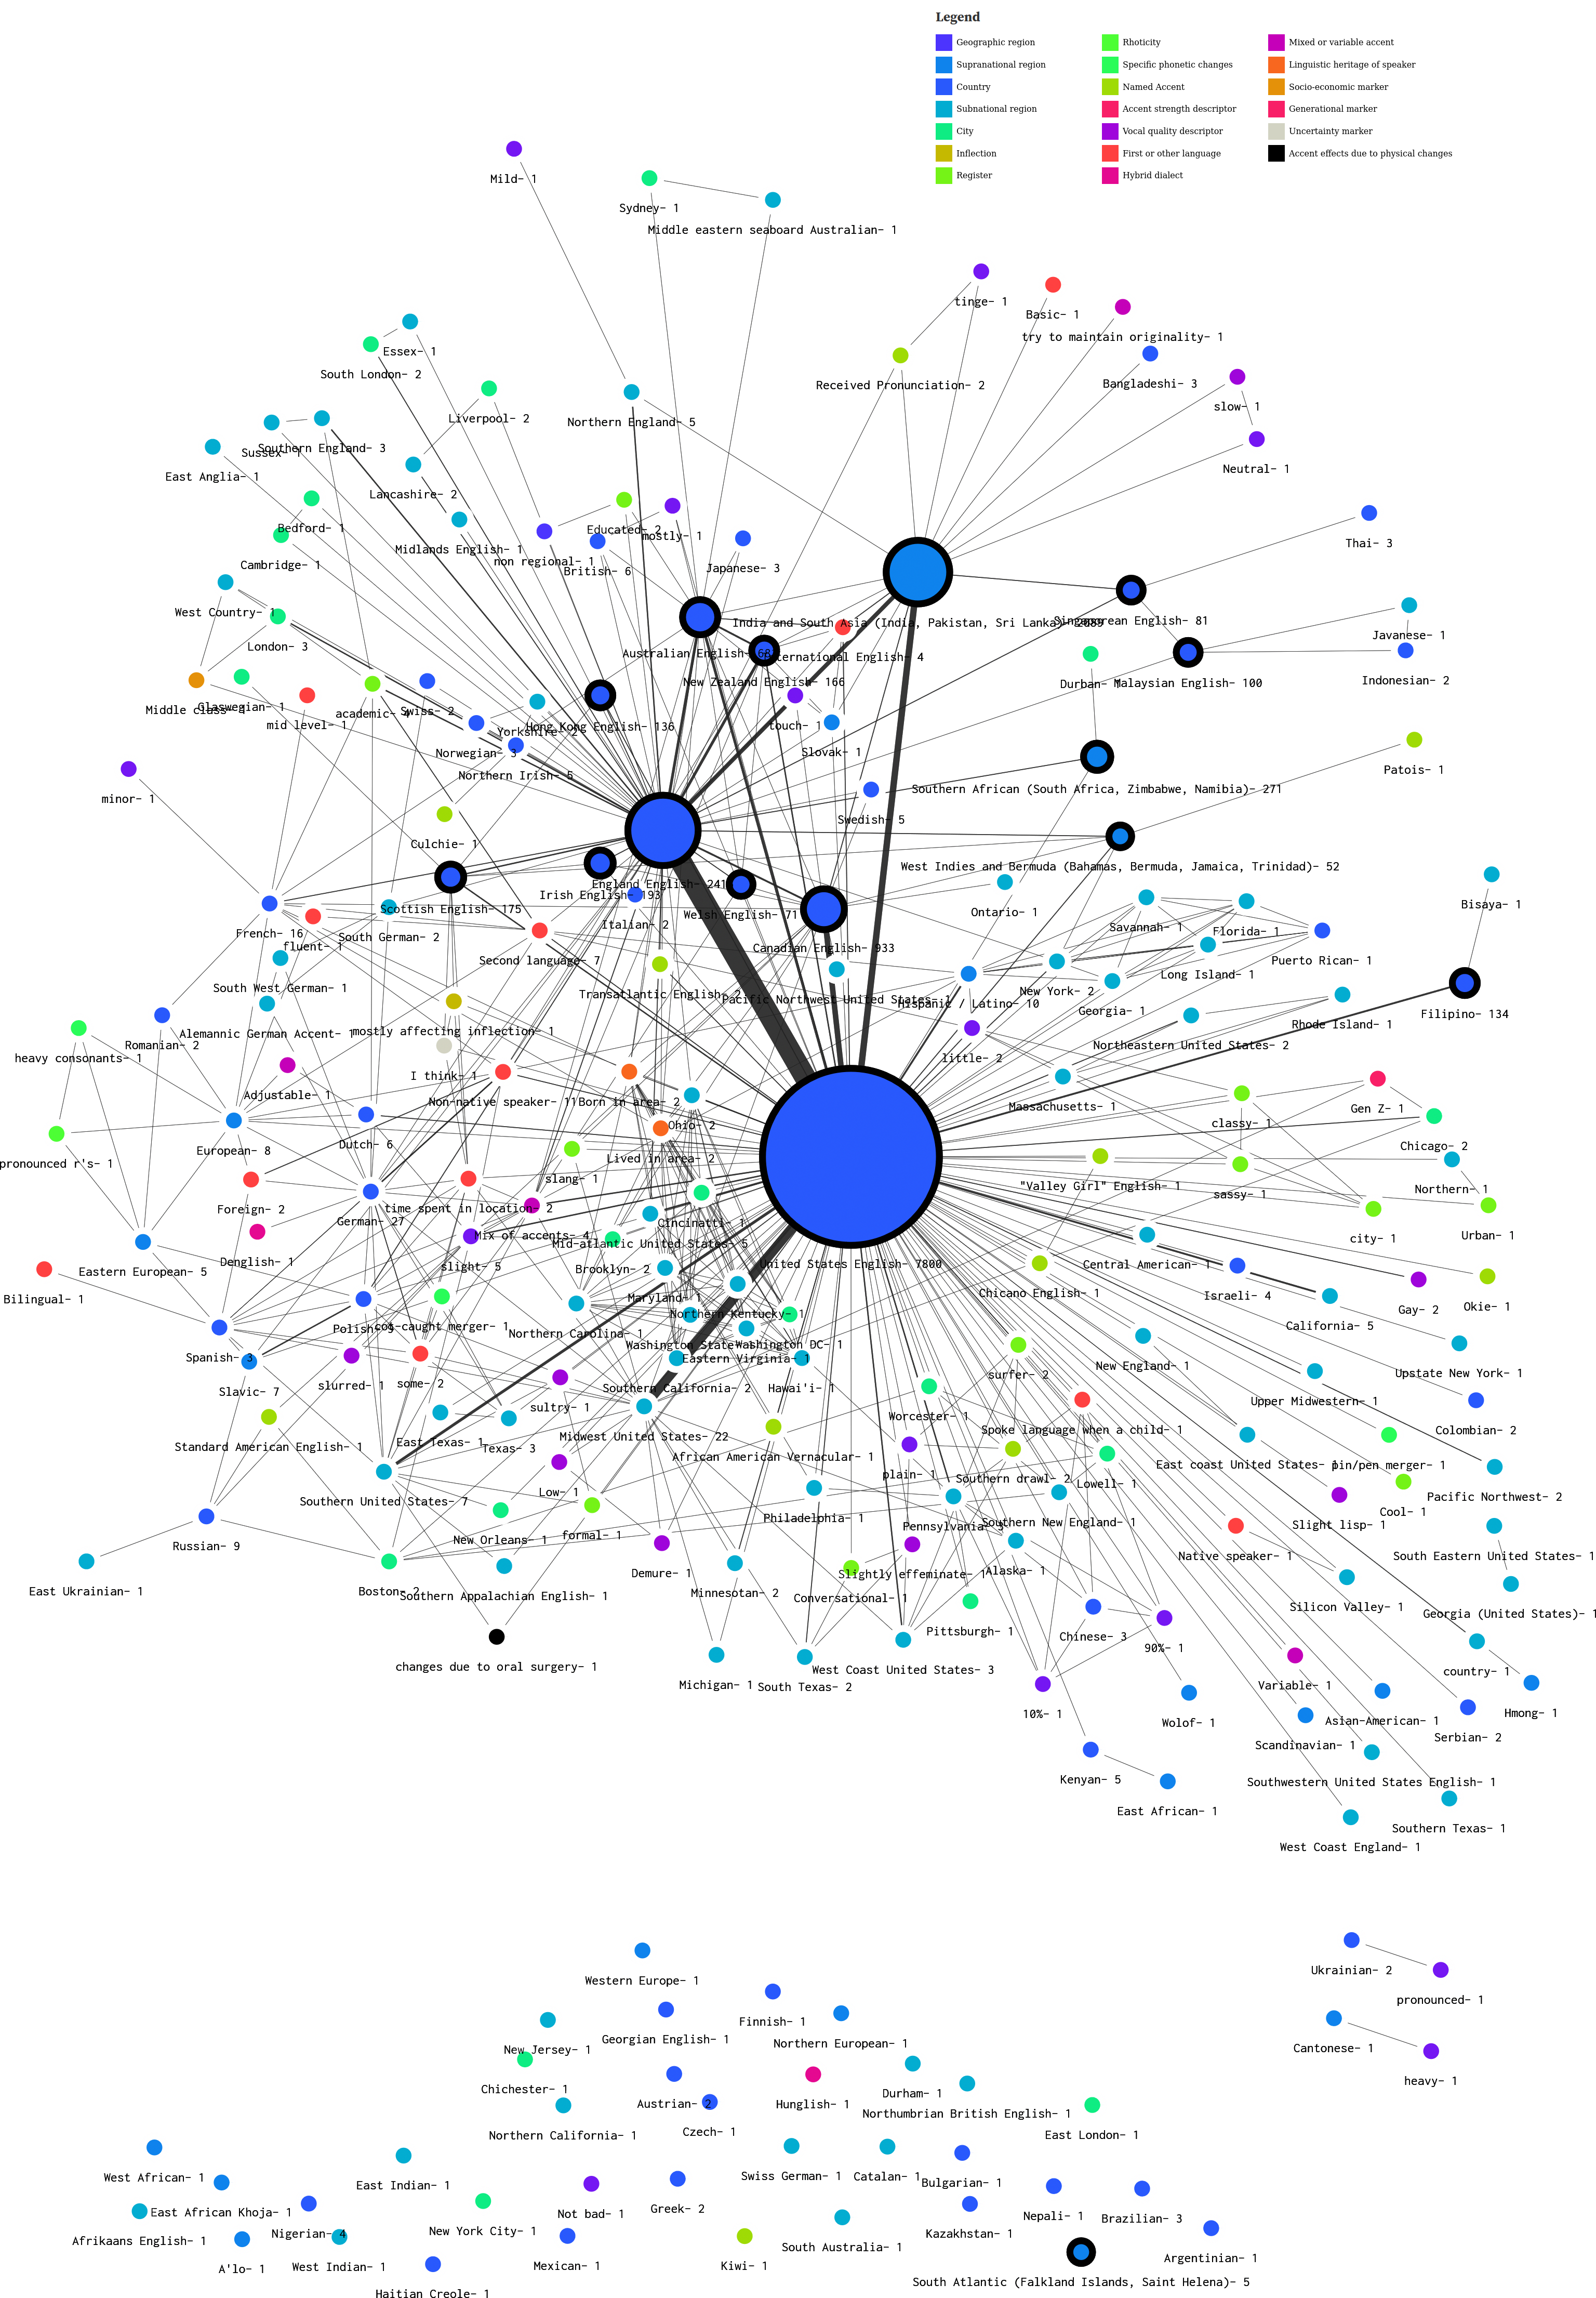 Legend
Geographic region
Supranational region
Country
Subnational region
City
Inflection
Register
Rhoticity
Specific phonetic changes
Named Accent
Accent strength descriptor
Vocal quality descriptor
First or other language
Hybrid dialect
Mixed or variable accent
Linguistic heritage of speaker
Socio-economic marker
Generational marker
Uncertainty marker
Accent effects due to physical changes
Mild- 1
Sydney- 1
Middle eastern seaboard Australian- 1
tinge- 1
Basic- 1
try to maintain originality- 1
Essex- 1
South London- 2
Received Pronunciation- 2
Bangladeshi- 3
slow- 1
Liverpool- 2
Northern England- 5
Southern England- 3
East Anglia- 1
Neutral- 1
Lancashire- 2
Bedford- 1
Educated- 2
mostly- 1
Midlands English- 1
non regional- 1
British- 6
Japanese- 3
Thai- 3
Cambridge- 1
West Country- 1
India and South Asia (India, Pakistan, Sri Lanka)- 2089
Singaporean English- 81
Javanese- 1
London- 3
Australian English-
International English- 4
New Zealand English- 166
Malaysian English- 100
Indonesian- 2
Middle class- 4
Glaswegian- 1
mid level- 1
academic- 4
Swiss- 2
Yorkshire- 2
Hong Kong English- 136
touch- 1
Norwegian- 3
Slovak- 1
Northern Irish- 5
Patois- 1
minor- 1
Southern African (South Africa, Zimbabwe, Namibia)- 271
Swedish- 5
Culchie- 1
West Indies and Bermuda (Bahamas, Bermuda, Jamaica, Trinidad)- 52
England English- 241
Irish English- 193
Bisaya- 1
Scottish English- 175
Welsh English- 71
Ontario- 1
Italian- 2
French- 16
South German- 2
fluent- 1
Savannah- 1
Florida- 1
Canadian English- 933
Second language- 7
Puerto Rican- 1
Long Island- 1
South West German- 1
Transatlantic English- 2
Pacific Northwest United States- 1
Hispanic / Latino- 10
New York- 2
Georgia- 1
Filipino- 134
Rhode Island- 1
Alemannic German Accent- 1
mostly affecting inflection- 1
Romanian- 2
Northeastern United States- 2
heavy consonants- 1
little- 2
I think- 1
Adjustable- 1
Non-native speaker- 11
Born in area- 2
Massachusetts- 1
Gen Z- 1
Ohio- 2
classy- 1
Dutch- 6
Chicago- 2
European- 8
Lived in area- 2
pronounced r's- 1
slang- 1
"Valley Girl" English- 1
sassy- 1
Northern- 1
Foreign- 2
time spent in location- 2
German- 27
Cincinatti- 1
Mix of accents- 4
Mid-atlantic United States- 5
city- 1
Urban- 1
Denglish- 1
Eastern European- 5
slight- 5
Brooklyn- 2
United States English- 7800
Central American- 1
Chicano English- 1
Israeli- 4
Gay- 2
Okie- 1
Bilingual- 1
Maryland- 1
Northern Kentucky- 1
California- 5
Polish- 9
cot-caught merger- 1
Northern Carolina- 1
Washington State- 1
Washington DC- 1
Spanish- 3
Eastern Virginia- 1
New England- 1
Upstate New York- 1
surfer- 2
Slavic- 7
slurred- 1
some- 2
Southern California- 2
Hawai'i- 1
Upper Midwestern- 1
sultry- 1
Worcester- 1
Spoke language when a child- 1
Colombian- 2
Standard American English- 1
East Texas- 1
Texas- 3
Midwest United States- 22
African American Vernacular- 1
plain- 1
Southern drawl- 2
Lowell- 1
East coast United States- 1
pin/pen merger- 1
Low- 1
Southern United States- 7
Pacific Northwest- 2
Cool- 1
New Orleans- 1
formal- 1
Philadelphia- 1
Pennsylvania- 3
Southern New England- 1
Slight lisp- 1
Russian- 9
Native speaker- 1
South Eastern United States- 1
East Ukrainian- 1
Boston- 2
Southern Appalachian English- 1
Demure- 1
Minnesotan- 2
Slightly effeminate- 1
Alaska- 1
Conversational- 1
Silicon Valley- 1
Georgia (United States)- 1
Pittsburgh- 1
Chinese- 3
90%- 1
changes due to oral surgery- 1
West Coast United States- 3
country- 1
Michigan- 1
South Texas- 2
Variable- 1
10%- 1
Wolof- 1
Asian-American- 1
Hmong- 1
Serbian- 2
Scandinavian- 1
Kenyan- 5
Southwestern United States English- 1
East African- 1
Southern Texas- 1
West Coast England- 1
Western Europe- 1
Ukrainian- 2
pronounced- 1
Finnish- 1
Georgian English- 1
Northern European- 1
New Jersey- 1
Cantonese- 1
heavy- 1
Chichester- 1
Austrian- 2
Hunglish- 1
Durham- 1
Northumbrian British English- 1
Czech- 1
Northern California- 1
East London- 1
West African- 1
East Indian- 1
Swiss German- 1
Catalan- 1
Bulgarian- 1
East African Khoja- 1
Not bad- 1
Greek- 2
Nepali- 1
Brazilian- 3
Afrikaans English- 1
Nigerian- 4
New York City- 1
Kazakhstan- 1
South Australia- 1
A'lo- 1
West Indian- 1
Mexican- 1
Kiwi- 1
Argentinian- 1
Haitian Creole- 1
South Atlantic (Falkland Islands, Saint Helena)- 5